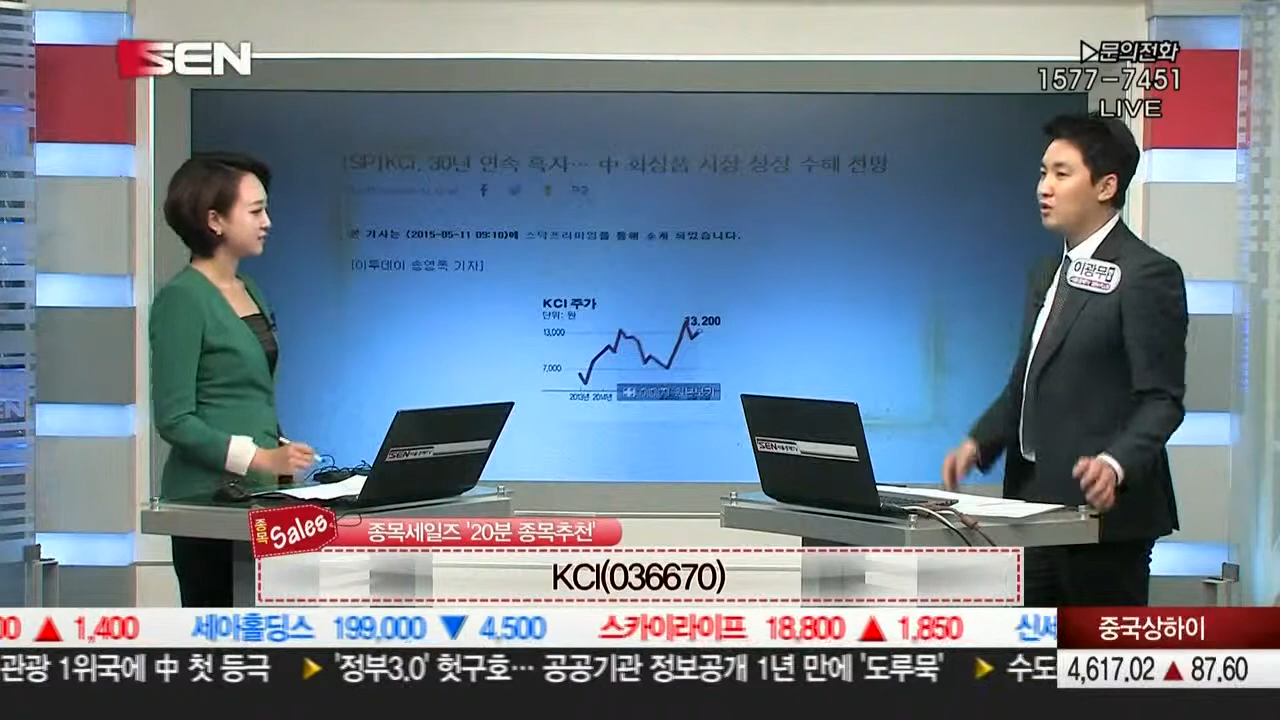 SEN
▶문의전화
1577-7451
LIVE
[SP]KCI, 30년 연속 흑자… 中 화장품 시장 성장 수혜 전망
본 기사는 (2015-05-11 09:10)에 스탁프리미엄을 통해 소개 되었습니다.
[이투데이 송영록 기자]
KCI 주가
단위: 원
13,200
13,000
7,000
2013년 2014년
이광무
SEN
SEN
종목 Sales
종목세일즈 '20분 종목추천'
KCI(036670)
00 ▲ 1,400 세아홀딩스 199,000 ▼ 4,500 스카이라이프 18,800 ▲ 1,850 신세
중국상하이
관광 1위국에 中 첫 등극 ▶ '정부3.0' 헛구호… 공공기관 정보공개 1년 만에 '도루묵' ▶ 수도
4,617.02 ▲ 87.60